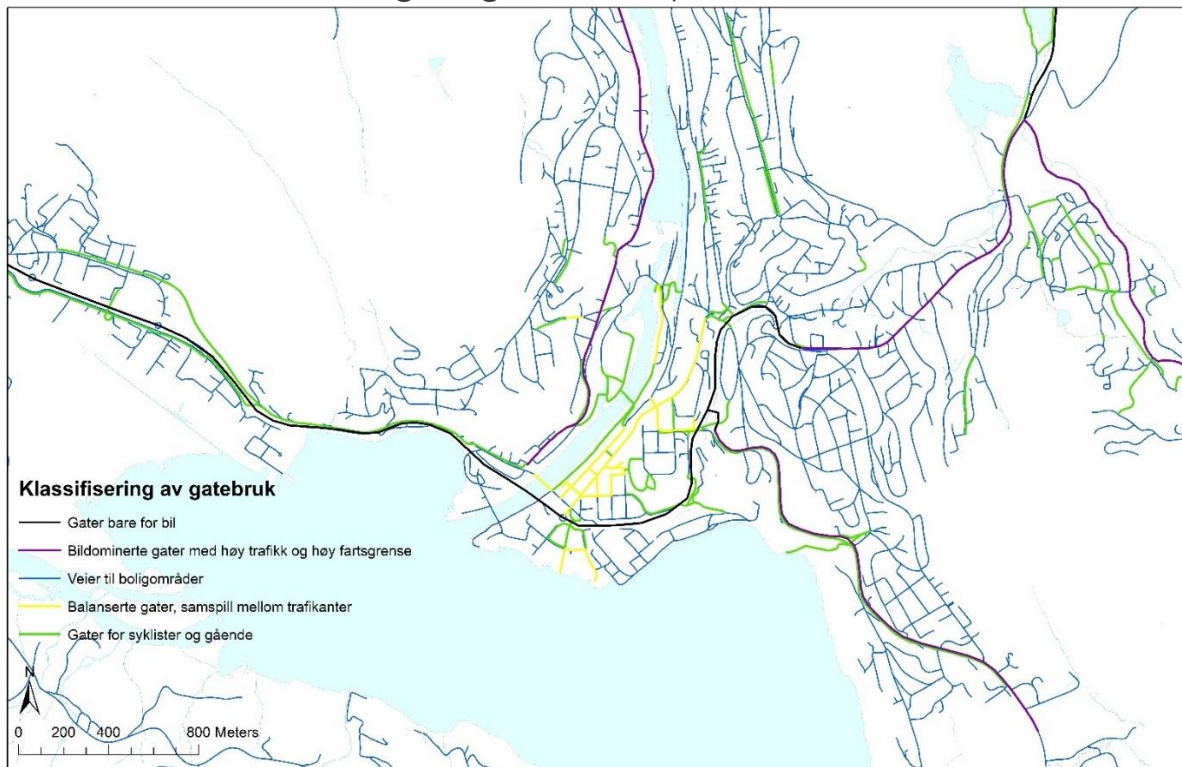 Klassifisering av gatebruk
Gater bare for bil
Bildominerte gater med høy trafikk og høy fartsgrense
Veier til boligområder
Balanserte gater, samspill mellom trafikanter
Gater for syklister og gående
N
0 200 400 800 Meters